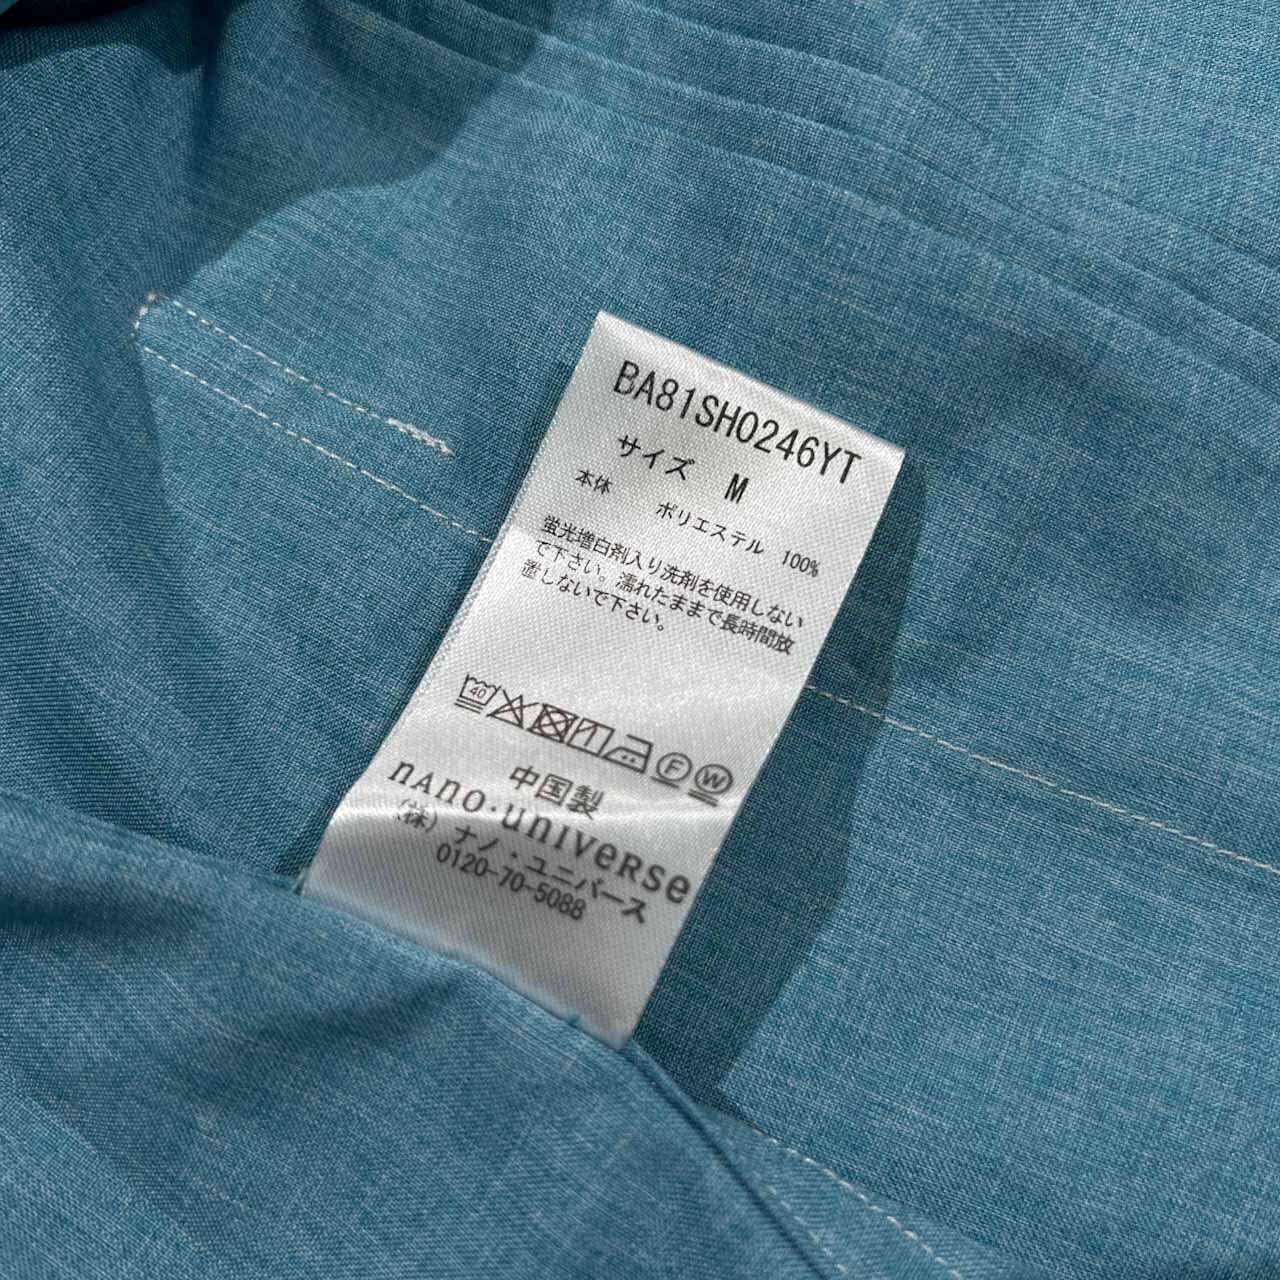 BA81SH0246YT
サイズ M
本体 ポリエステル 100%
蛍光増白剤入り洗剤を使用しない
で下さい。濡れたままで長時間放
置しないで下さい。
40 F W
中国製
nAno・universe
(株) ナノ・ユニバース
0120-70-5088